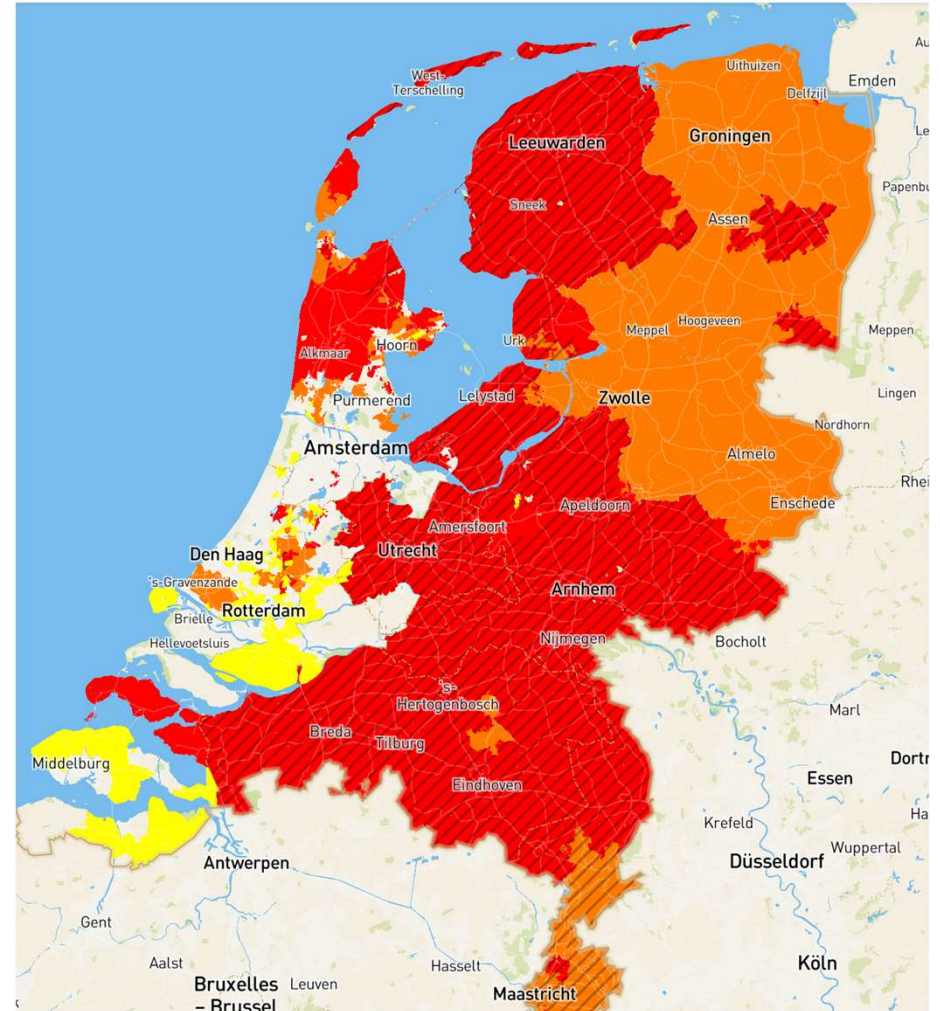 Uithuizen
Au
Emden
West-
Terschelling
Delfzijl
Leeuwarden
Groningen
Le
Papenbu
Sneek
Assen
Hoogeveen
Meppel
Meppen
Urk
Hoorn
Alkmaar
Lelystad
Zwolle
Lingen
Purmerend
Nordhorn
Amsterdam
Almelo
Rhei
Enschede
Apeldoorn
Amersfoort
Utrecht
Den Haag
's-Gravenzande
Arnhem
Rotterdam
Brielle
Hellevoetsluis
Nijmegen
Bocholt
's-
Hertogenbosch
Marl
Breda
Tilburg
Middelburg
Dortr
Essen
Eindhoven
Ha
Krefeld
Wuppertal
Düsseldorf
Antwerpen
Gent
Aalst
Hasselt
Köln
Bruxelles
– Brussel
Leuven
Maastricht
k